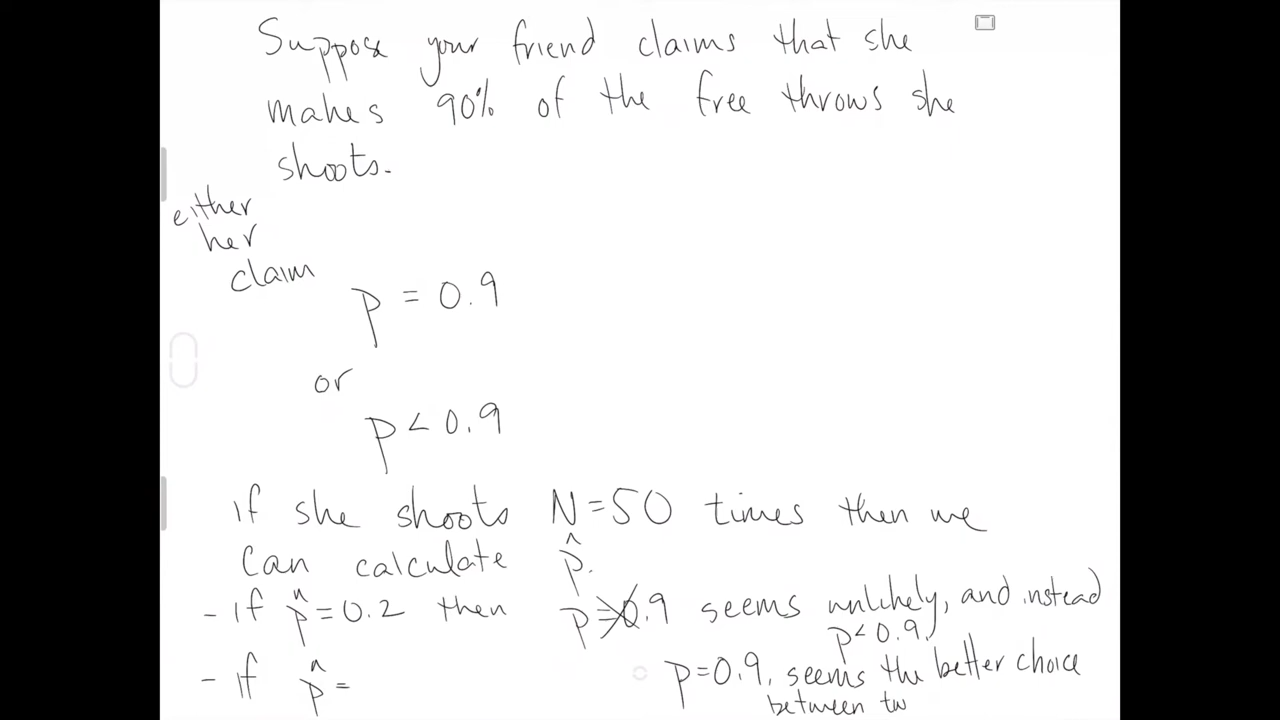 Suppose your friend claims that she
makes 90% of the free throws she
shoots.
either
her
claim
p = 0.9
or
p < 0.9
if she shoots N=50 times then we
can calculate p̂.
- if p̂ = 0.2 then p=0.9 seems unlikely, and instead
p < 0.9,
- if p̂ = p=0.9, seems the better choice
between tw